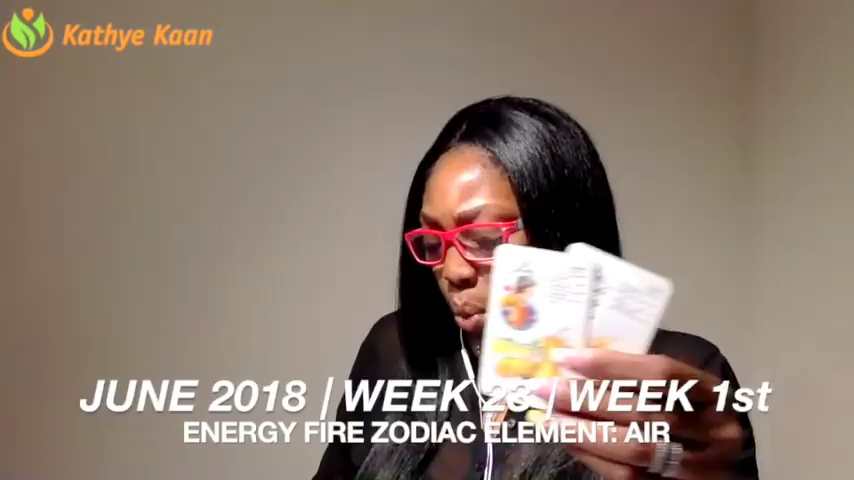 Kathye Kaan
JUNE 2018 | WEEK 23 | WEEK 1st
ENERGY FIRE ZODIAC ELEMENT: AIR